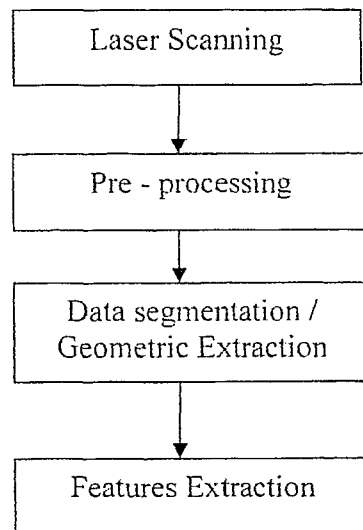 Laser Scanning
Pre - processing
Data segmentation /
Geometric Extraction
Features Extraction